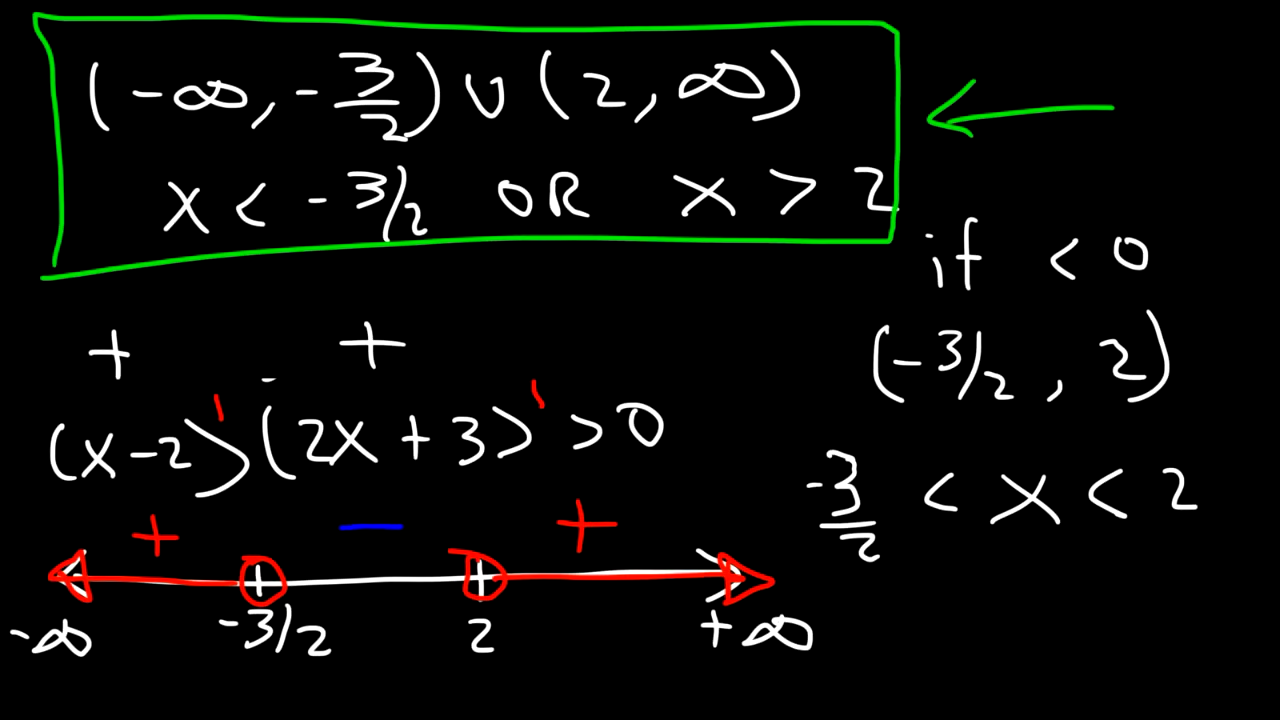 (-∞, -3/2) ∪ (2, ∞)
x < -3/2 OR x > 2
if < 0
(-3/2, 2)
-3/2 < x < 2
+ +
(x-2)' (2x+3)' > 0
+ − +
-∞ -3/2 2 +∞